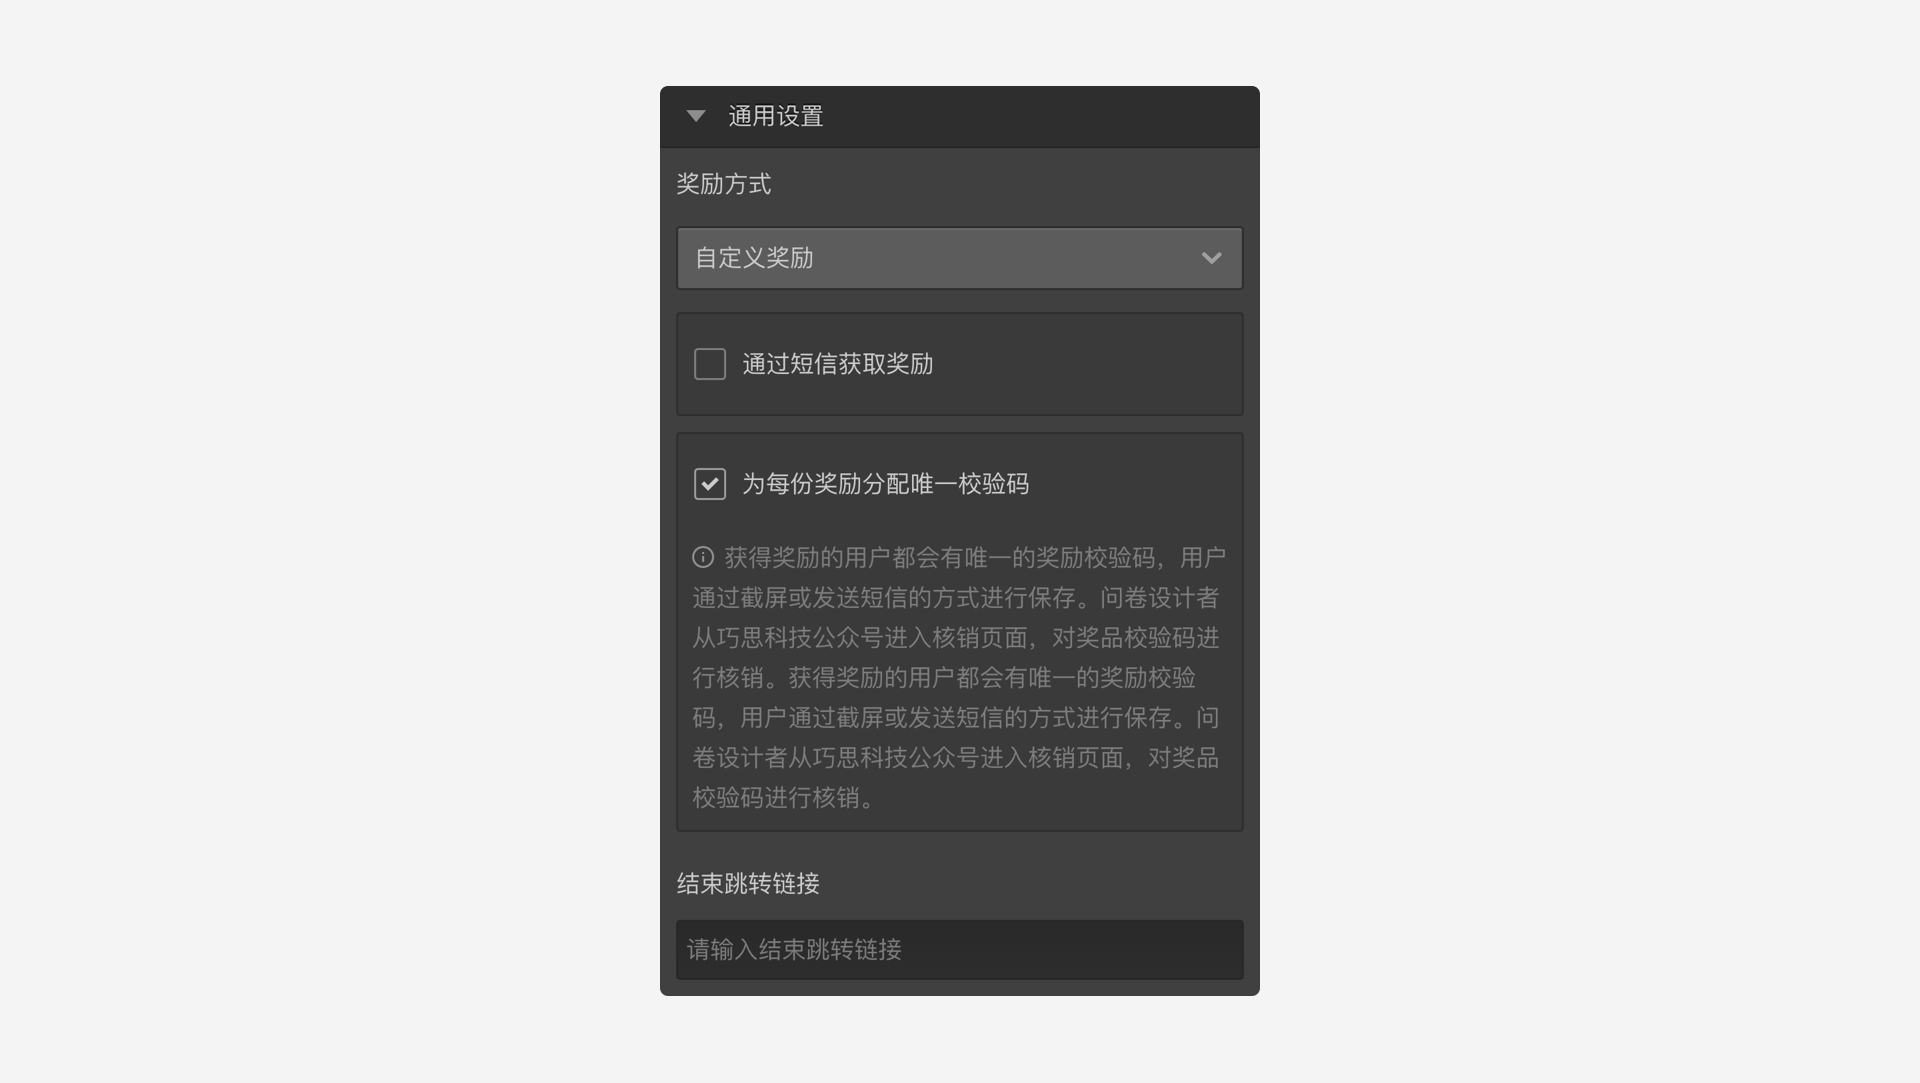 通用设置
奖励方式
自定义奖励
通过短信获取奖励
为每份奖励分配唯一校验码
获得奖励的用户都会有唯一的奖励校验码，用户
通过截屏或发送短信的方式进行保存。问卷设计者
从巧思科技公众号进入核销页面，对奖品校验码进
行核销。获得奖励的用户都会有唯一的奖励校验
码，用户通过截屏或发送短信的方式进行保存。问
卷设计者从巧思科技公众号进入核销页面，对奖品
校验码进行核销。
结束跳转链接
请输入结束跳转链接